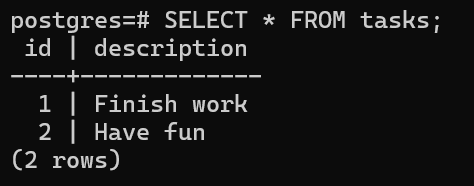 postgres=# SELECT * FROM tasks;
 id | description
----+-------------
  1 | Finish work
  2 | Have fun
(2 rows)